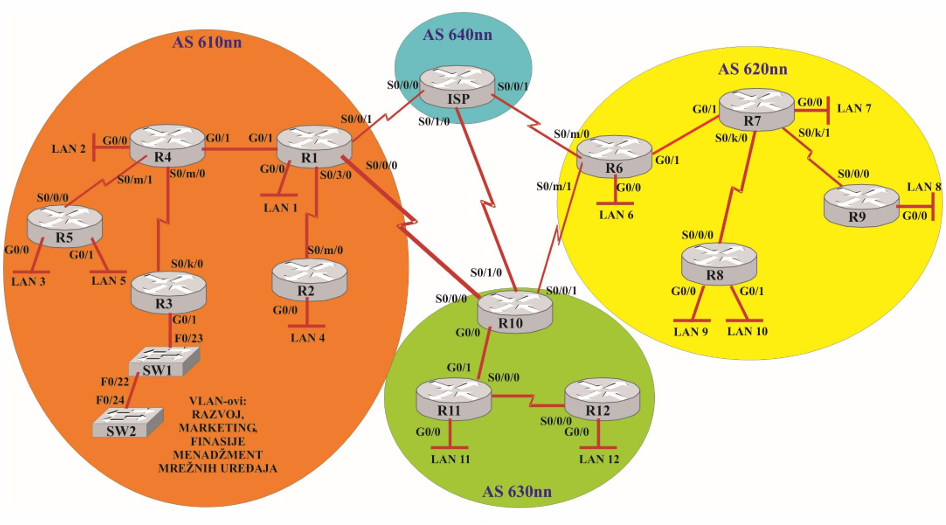 AS 610nn
AS 640nn
AS 620nn
S0/0/0
S0/0/1
ISP
S0/1/0
S0/0/1
G0/0
G0/1
G0/1
LAN 2
R4
R1
S0/0/0
S0/m/1
S0/m/0
G0/0
S0/3/0
LAN 1
S0/0/0
R5
G0/0
G0/1
LAN 3
LAN 5
S0/k/0
R3
G0/1
F0/23
SW1
F0/22
F0/24
SW2
S0/m/0
R2
G0/0
LAN 4
VLAN-ovi:
RAZVOJ,
MARKETING,
FINASIJE
MENADŽMENT
MREŽNIH UREĐAJA
S0/m/0
R6
G0/1
S0/m/1
G0/0
LAN 6
G0/1
G0/0
R7
LAN 7
S0/k/0
S0/k/1
S0/0/0
LAN 8
R9
G0/0
S0/0/0
R8
G0/0
G0/1
LAN 9
LAN 10
S0/1/0
S0/0/0
S0/0/1
R10
G0/0
G0/1
S0/0/0
R11
R12
S0/0/0
G0/0
G0/0
LAN 11
LAN 12
AS 630nn